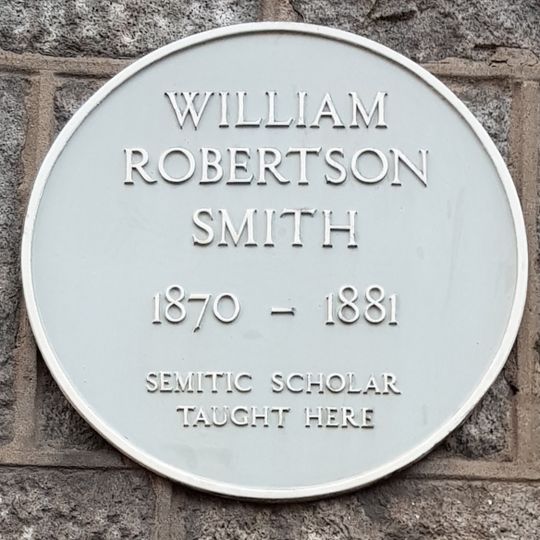 WILLIAM
ROBERTSON
SMITH
1870 – 1881
SEMITIC SCHOLAR
TAUGHT HERE